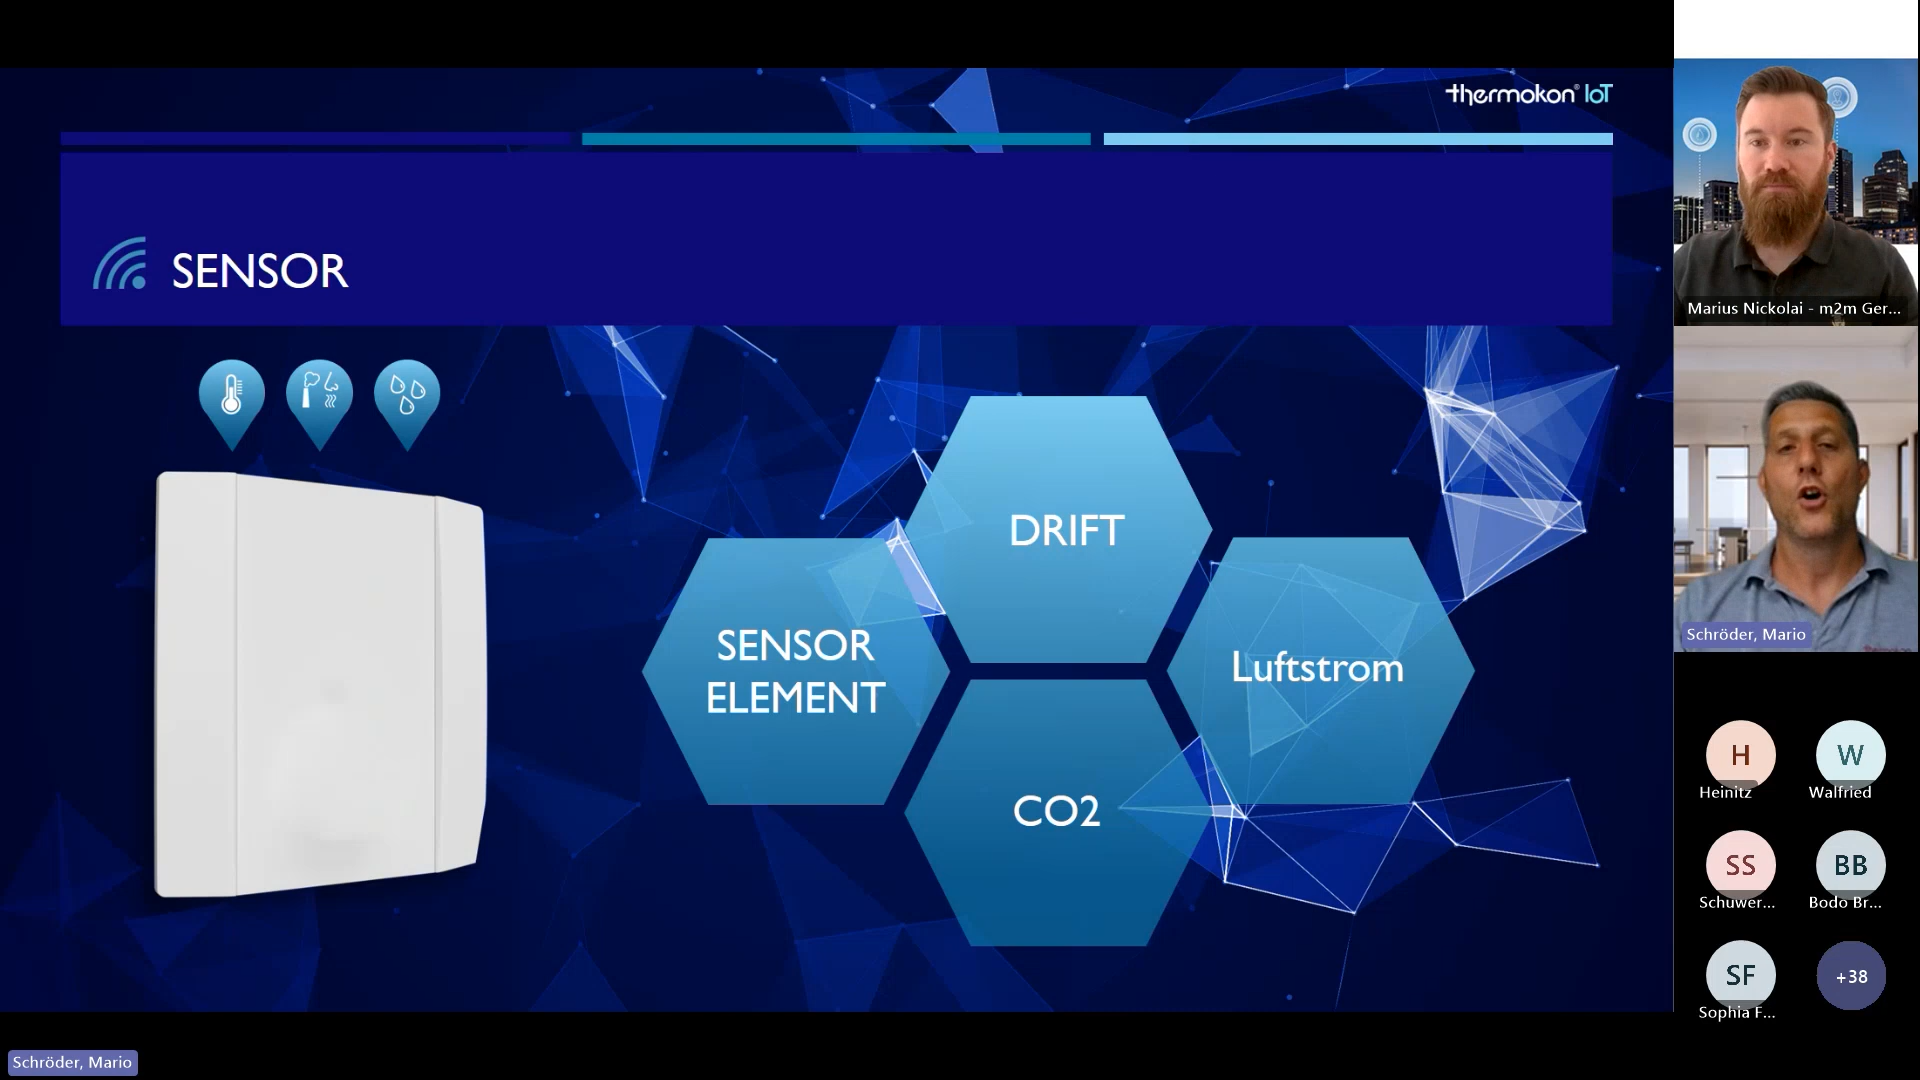 thermokon® IoT
SENSOR
DRIFT
SENSOR
ELEMENT
Luftstrom
CO2
Marius Nickolai - m2m Ger...
Schröder, Mario
H
Heinitz
W
Walfried
SS
Schuwer...
BB
Bodo Br...
SF
Sophia F...
+38
Schröder, Mario